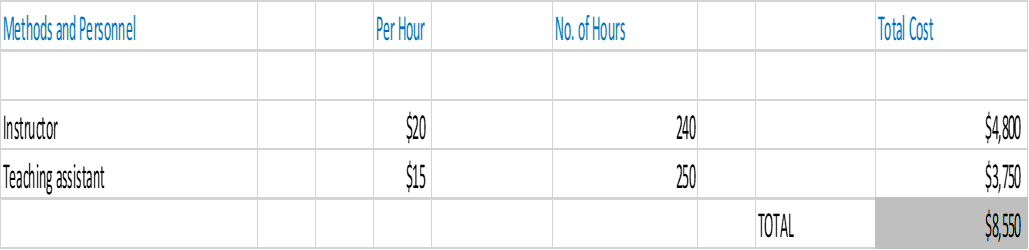 Methods and Personnel Per Hour No. of Hours Total Cost
Instructor $20 240 $4,800
Teaching assistant $15 250 $3,750
TOTAL $8,550